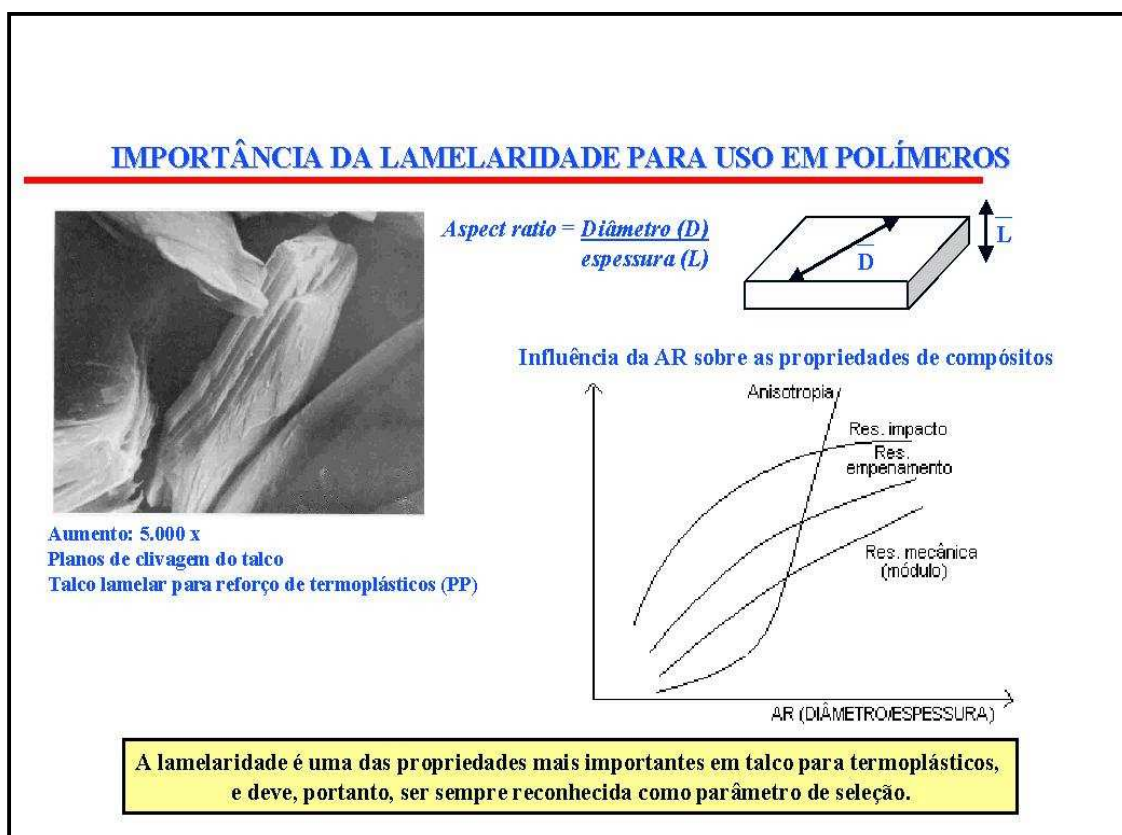 IMPORTÂNCIA DA LAMELARIDADE PARA USO EM POLÍMEROS
Aspect ratio = Diâmetro (D)
espessura (L)
D
L
Influência da AR sobre as propriedades de compósitos
Anisotropia
Res. impacto
Res.
empenamento
Res. mecânica
(módulo)
AR (DIÂMETRO/ESPESSURA)
Aumento: 5.000 x
Planos de clivagem do talco
Talco lamelar para reforço de termoplásticos (PP)
A lamelaridade é uma das propriedades mais importantes em talco para termoplásticos,
e deve, portanto, ser sempre reconhecida como parâmetro de seleção.